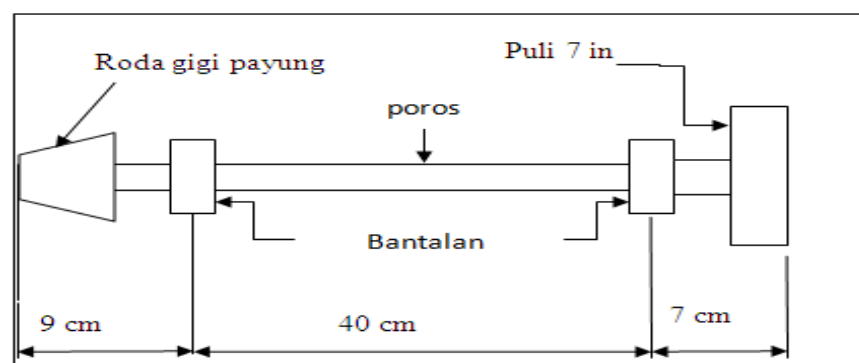 Puli 7 in
Roda gigi payung
poros
Bantalan
9 cm
40 cm
7 cm